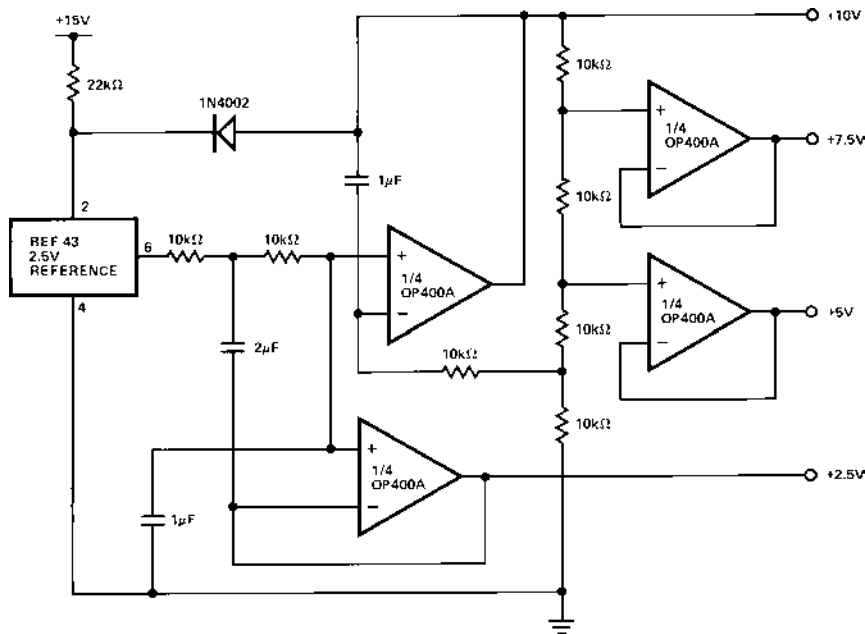 +15V
+10V
22kΩ
10kΩ
1N4002
1/4
OP400A
+
−
+7.5V
1μF
10kΩ
2
REF 43
2.5V
REFERENCE
6
10kΩ
10kΩ
+
−
1/4
OP400A
+
−
1/4
OP400A
+5V
4
2μF
10kΩ
10kΩ
10kΩ
+
−
1/4
OP400A
+2.5V
1μF